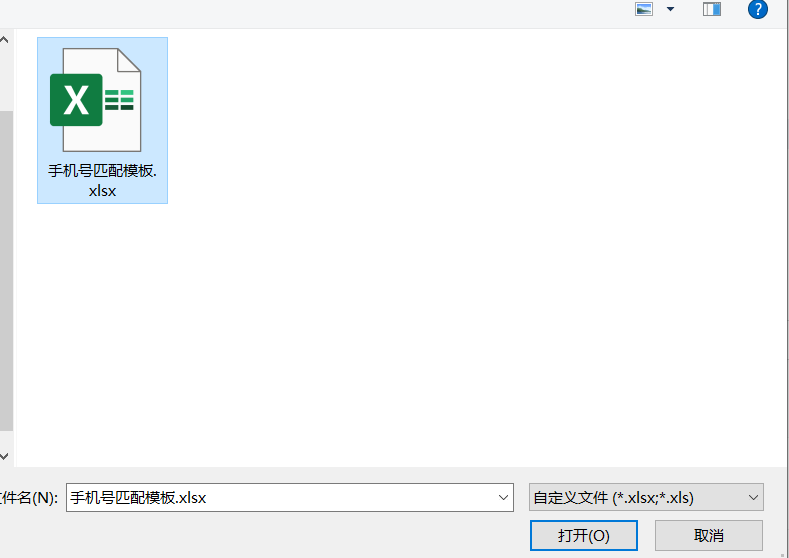 手机号匹配模板.
xlsx
件名(N):
手机号匹配模板.xlsx
自定义文件 (*.xlsx;*.xls)
打开(O)
取消